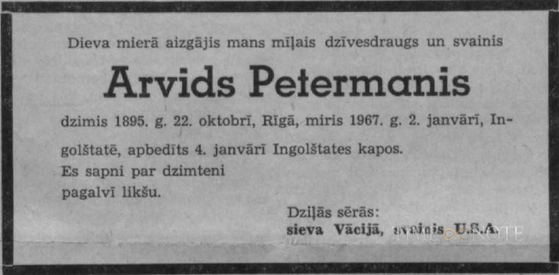 Dieva mierā aizgājis mans mīļais dzīvesdraugs un svainis
Arvids Petermanis
dzimis 1895. g. 22. oktobrī, Rīgā, miris 1967. g. 2. janvārī, In-
golštatē, apbedīts 4. janvārī Ingolštates kapos.
Es sapni par dzimteni
pagalvī likšu.
Dziļās sērās:
sieva Vācijā, svainis U.S.A.